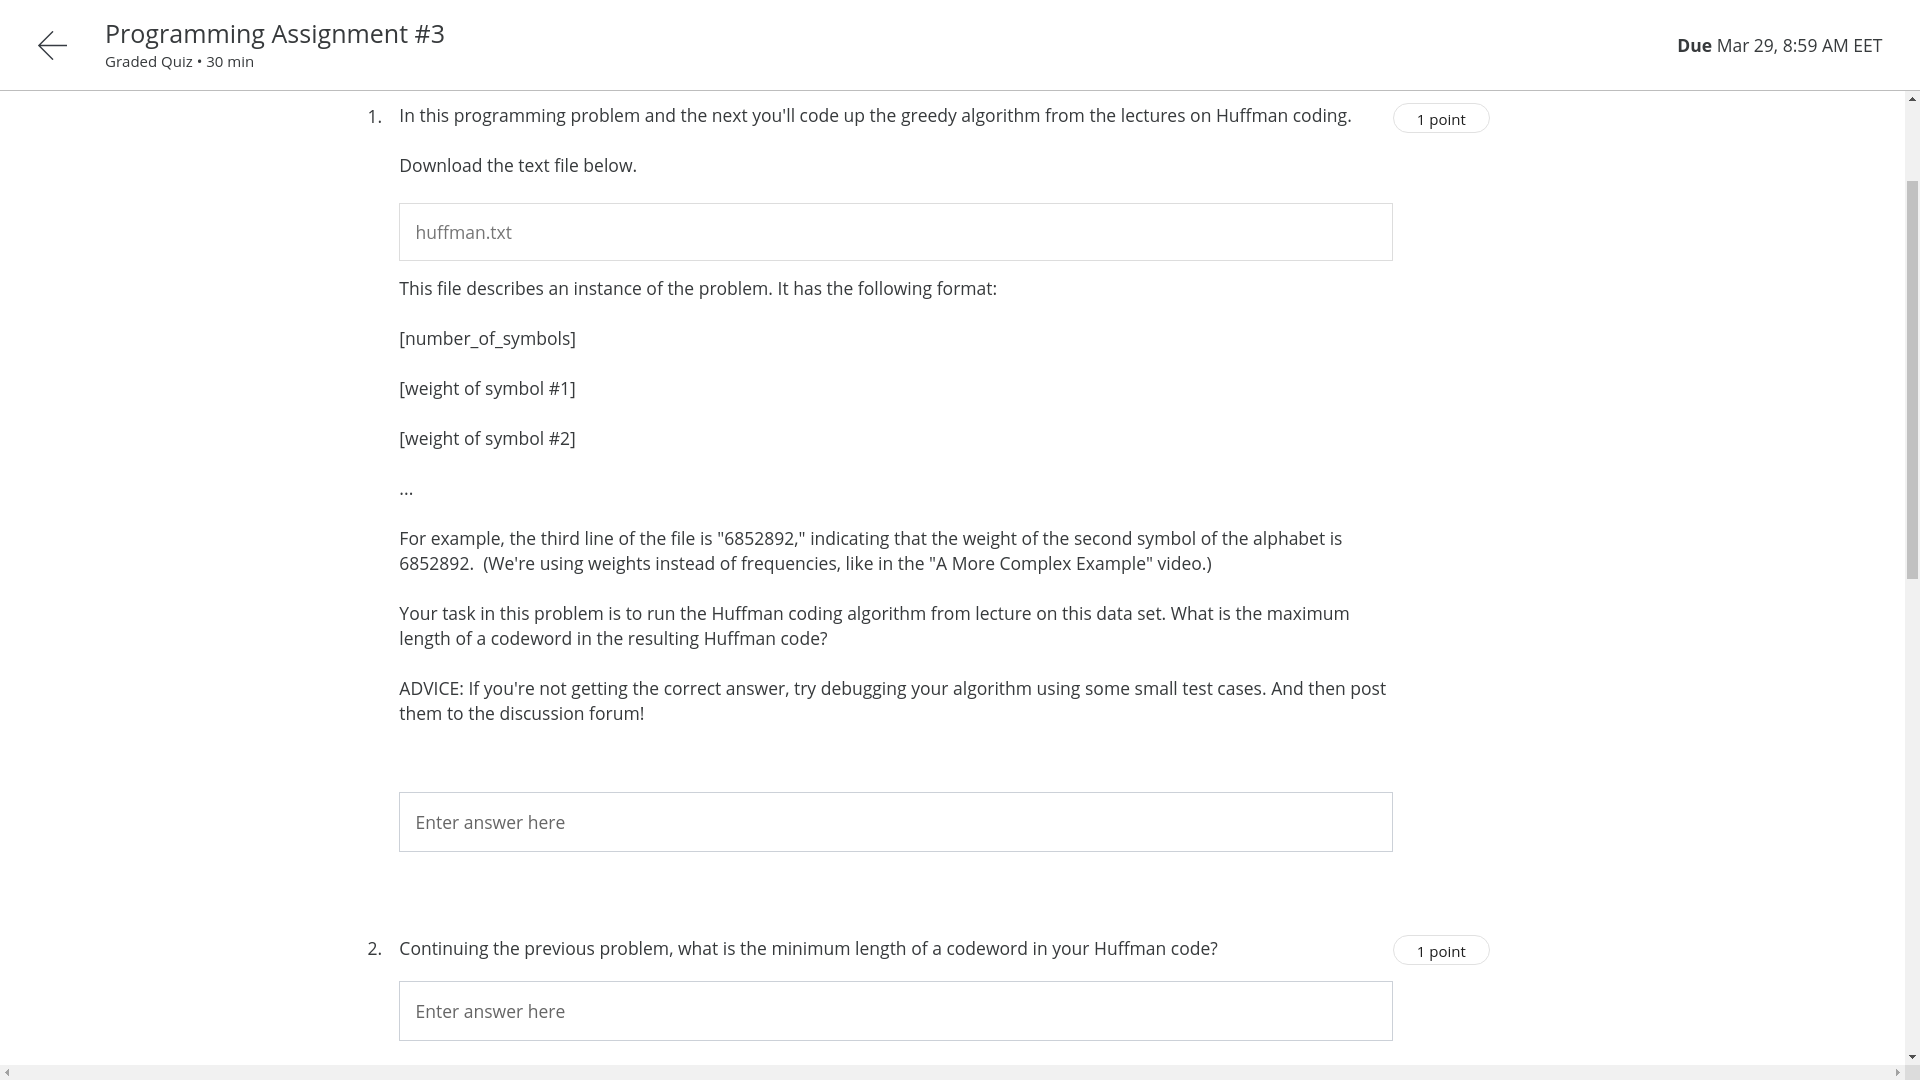 Programming Assignment #3
Graded Quiz • 30 min
Due Mar 29, 8:59 AM EET
1. In this programming problem and the next you'll code up the greedy algorithm from the lectures on Huffman coding.
1 point
Download the text file below.
huffman.txt
This file describes an instance of the problem. It has the following format:
[number_of_symbols]
[weight of symbol #1]
[weight of symbol #2]
...
For example, the third line of the file is "6852892," indicating that the weight of the second symbol of the alphabet is
6852892.  (We're using weights instead of frequencies, like in the "A More Complex Example" video.)
Your task in this problem is to run the Huffman coding algorithm from lecture on this data set. What is the maximum
length of a codeword in the resulting Huffman code?
ADVICE: If you're not getting the correct answer, try debugging your algorithm using some small test cases. And then post
them to the discussion forum!
Enter answer here
2. Continuing the previous problem, what is the minimum length of a codeword in your Huffman code?
1 point
Enter answer here